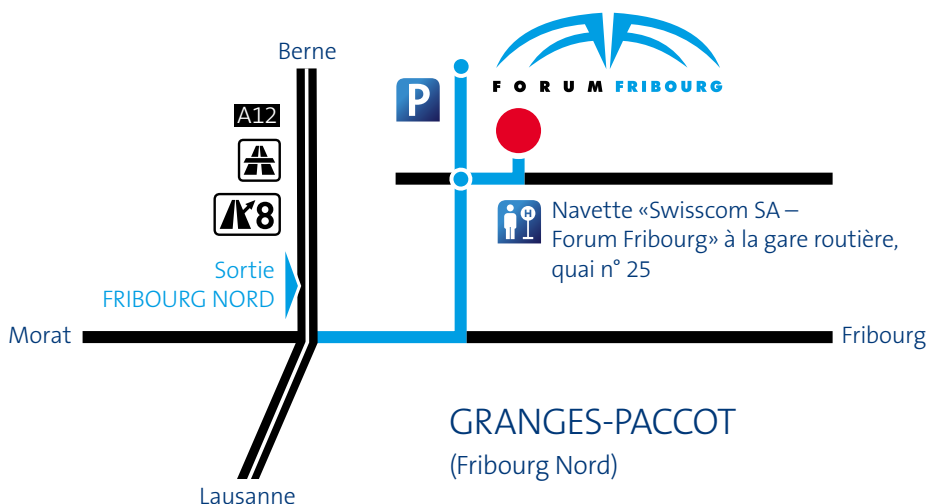 Berne
FORUM FRIBOURG
P
A12
8
H
Navette «Swisscom SA –
Forum Fribourg» à la gare routière,
quai n° 25
Sortie
FRIBOURG NORD
Morat
Fribourg
GRANGES-PACCOT
(Fribourg Nord)
Lausanne